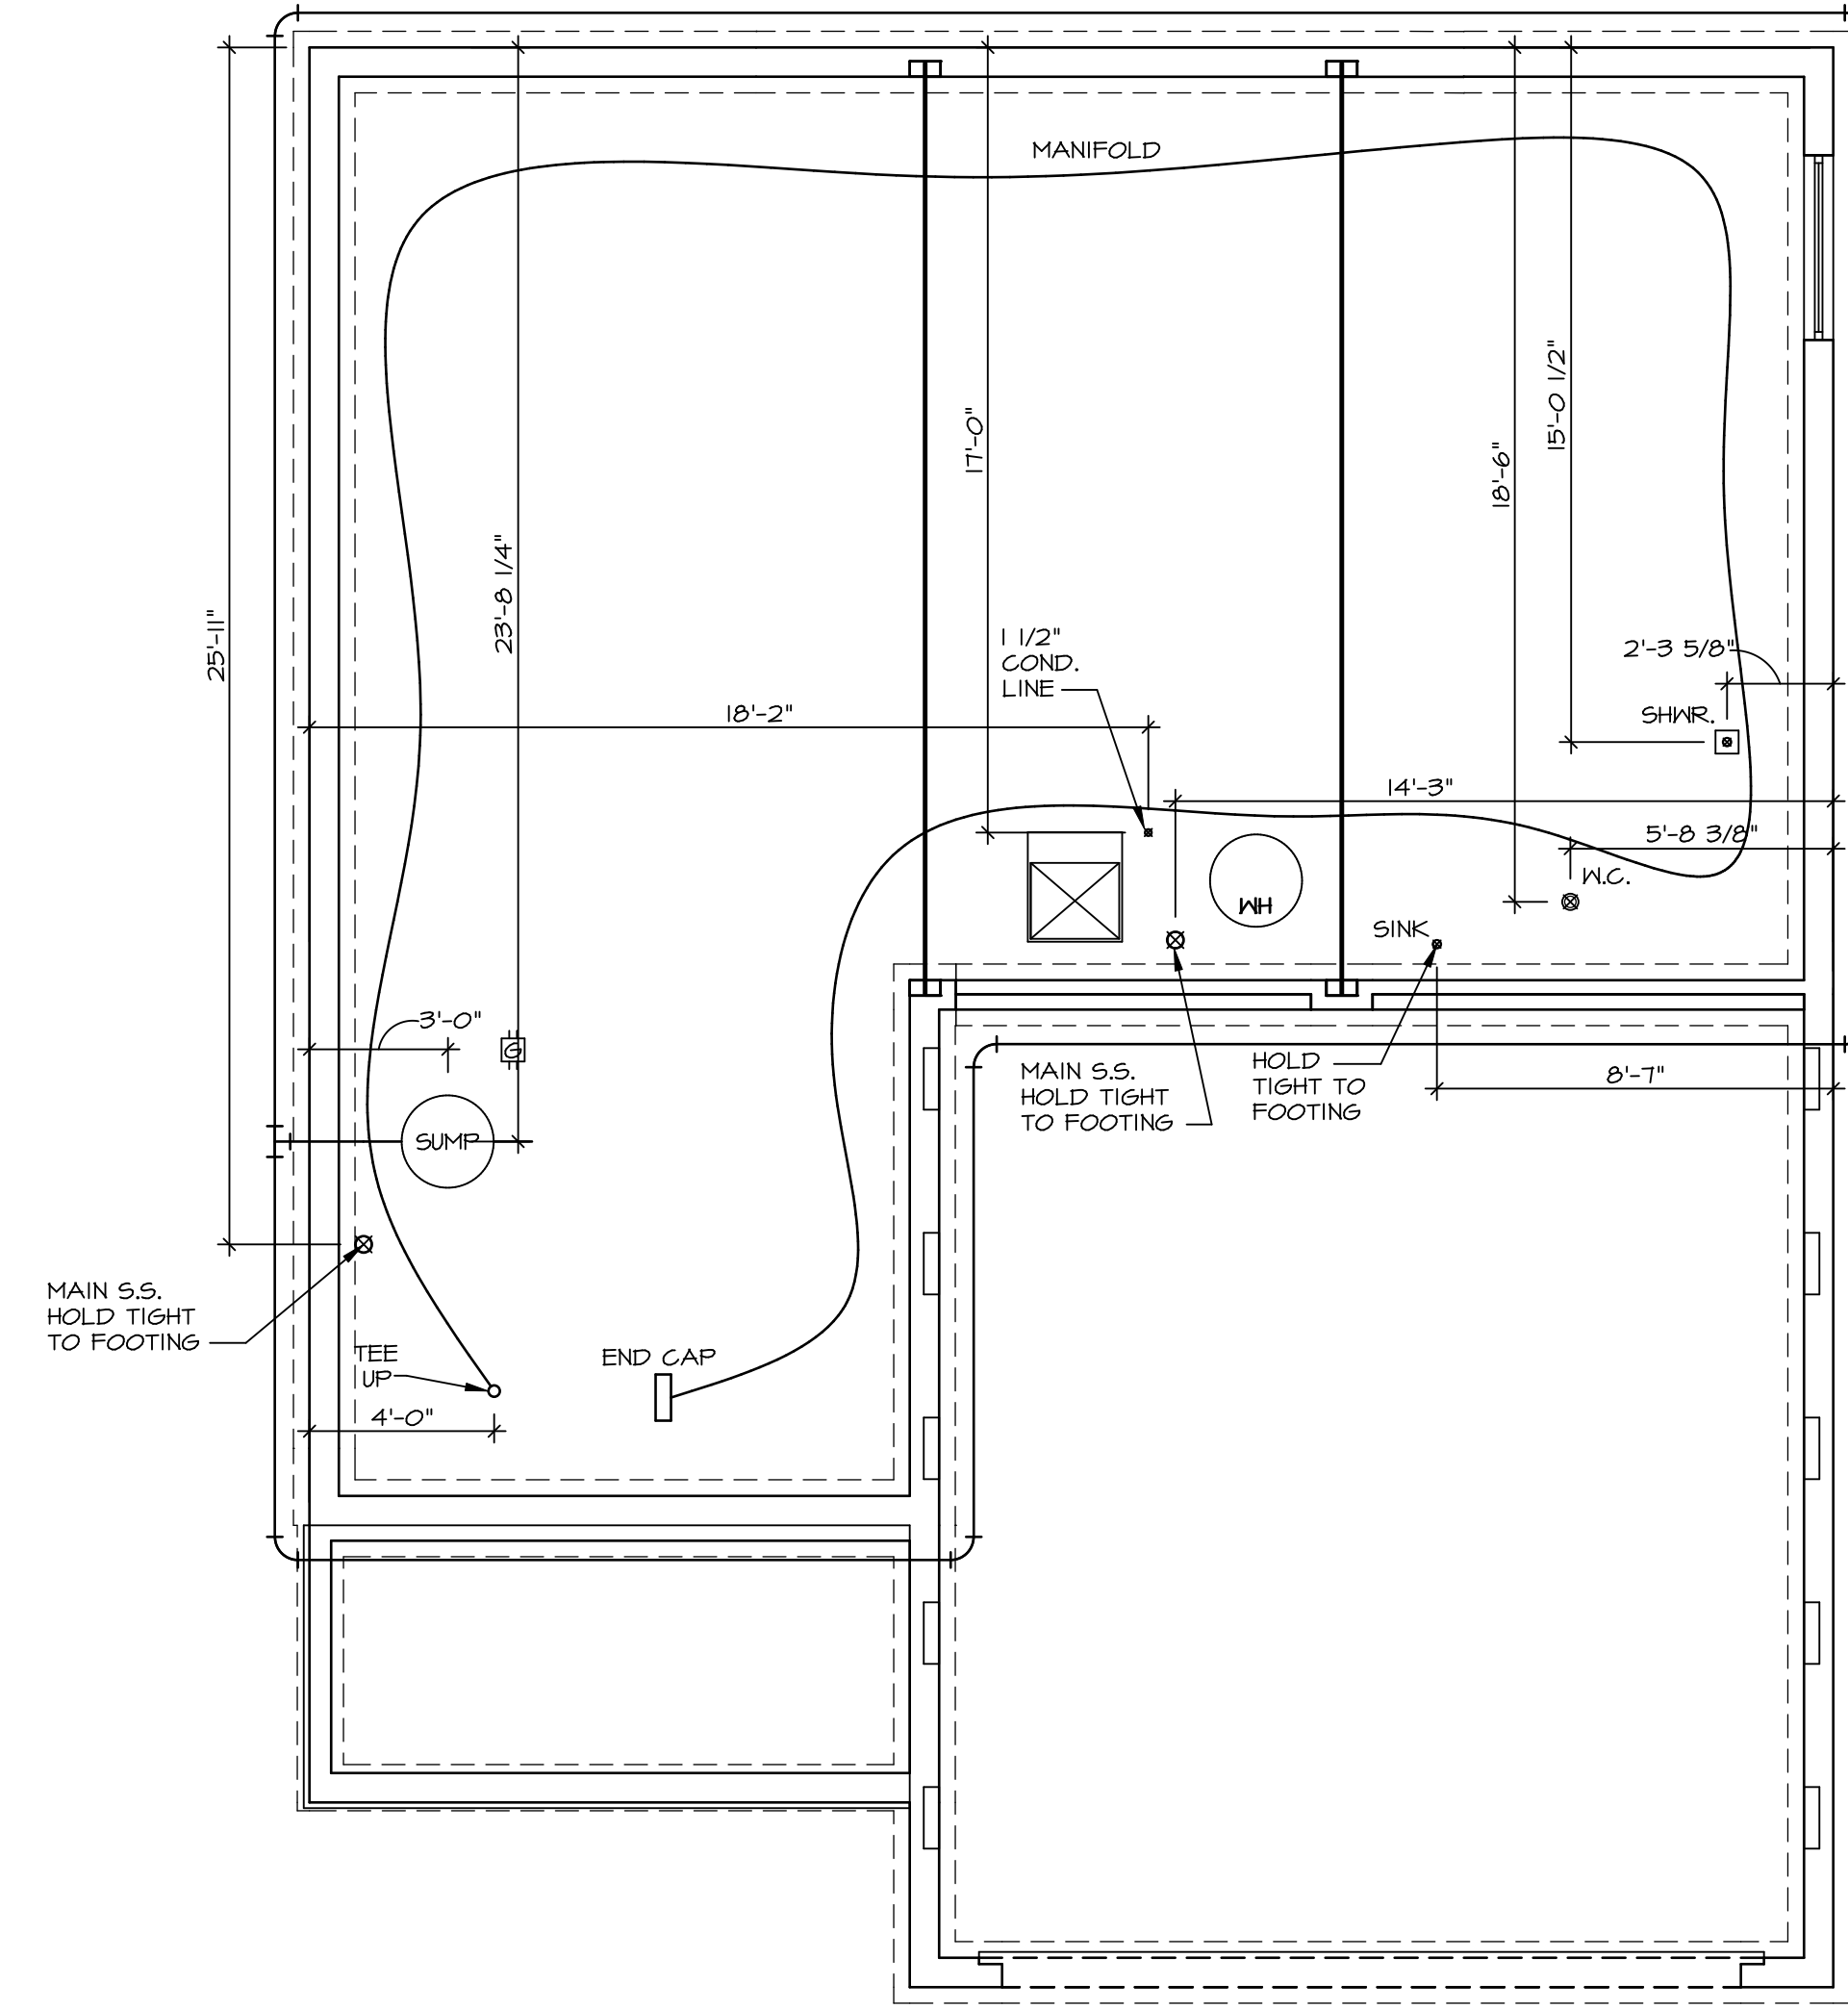 MANIFOLD
15'-0 1/2"
17'-0"
18'-6"
23'-8 1/4"
25'-11"
1 1/2"
COND.
LINE
2'-3 5/8"
18'-2"
SHWR.
14'-3"
5'-8 3/8"
W.C.
WH
SINK
3'-0"
G
MAIN S.S.
HOLD TIGHT
TO FOOTING
HOLD
TIGHT TO
FOOTING
8'-7"
SUMP
MAIN S.S.
HOLD TIGHT
TO FOOTING
TEE
UP
END CAP
4'-0"